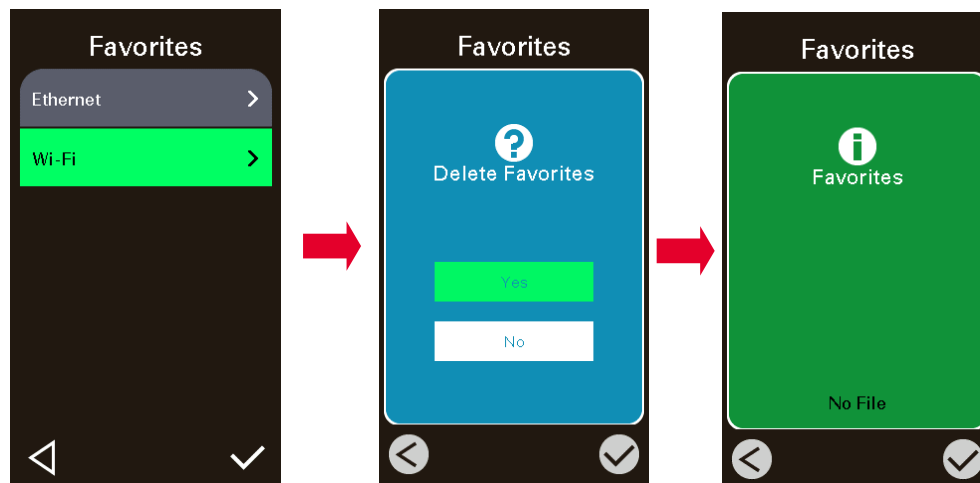 Favorites
Ethernet
Wi-Fi
Favorites
Delete Favorites
Yes
No
Favorites
Favorites
No File